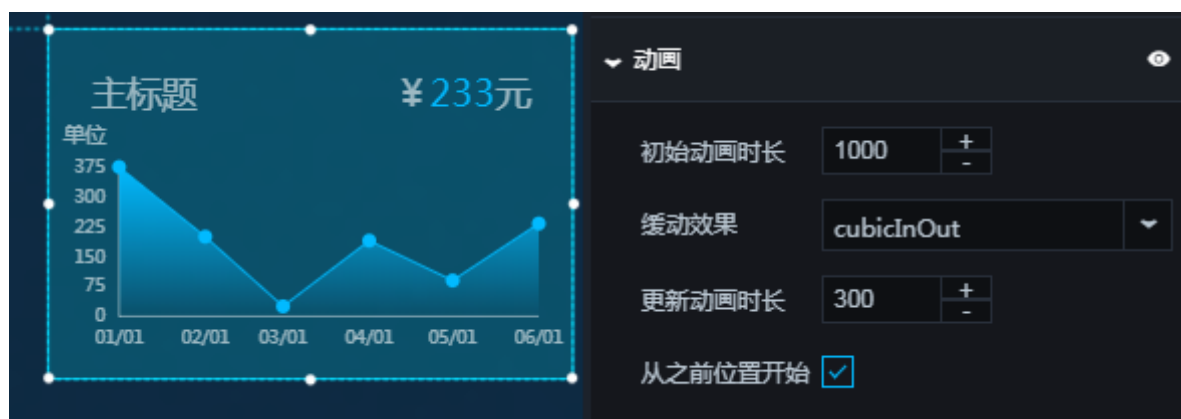 主标题
¥233元
单位
375
300
225
150
75
0
01/01 02/01 03/01 04/01 05/01 06/01
动画
初始动画时长 1000 + -
缓动效果 cubicInOut
更新动画时长 300 + -
从之前位置开始